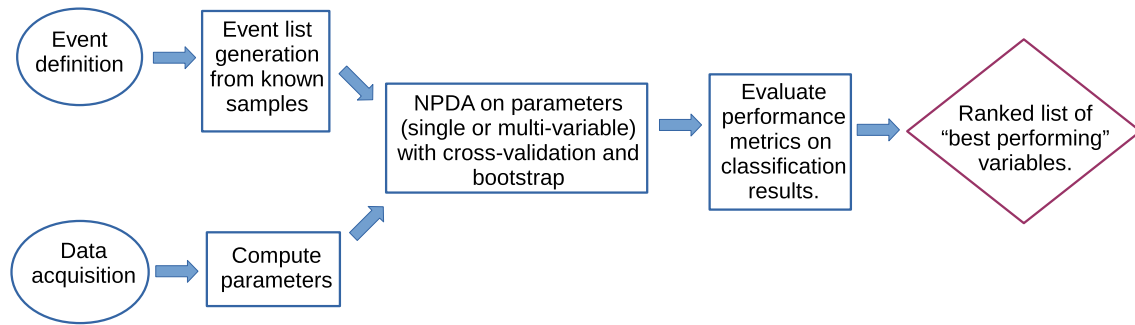 Event
definition
Event list
generation
from known
samples
NPDA on parameters
(single or multi-variable)
with cross-validation and
bootstrap
Evaluate
performance
metrics on
classification
results.
Ranked list of
“best performing”
variables.
Data
acquisition
Compute
parameters